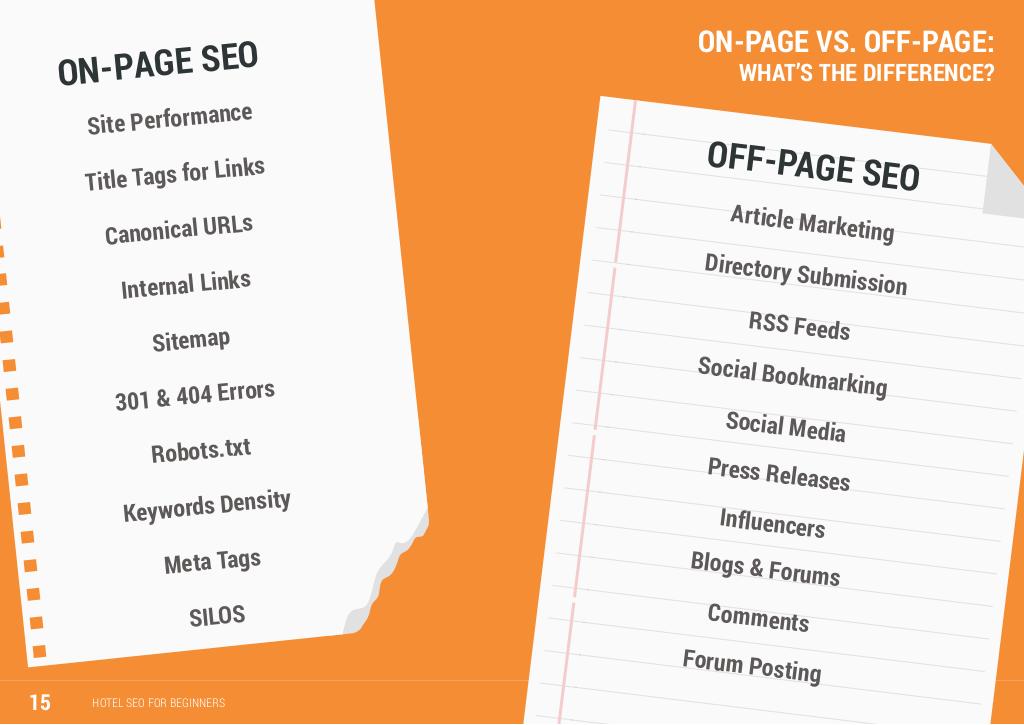 ON-PAGE SEO
Site Performance
Title Tags for Links
Canonical URLs
Internal Links
Sitemap
301 & 404 Errors
Robots.txt
Keywords Density
Meta Tags
SILOS
ON-PAGE VS. OFF-PAGE:
WHAT'S THE DIFFERENCE?
OFF-PAGE SEO
Article Marketing
Directory Submission
RSS Feeds
Social Bookmarking
Social Media
Press Releases
Influencers
Blogs & Forums
Comments
Forum Posting
15 HOTEL SEO FOR BEGINNERS